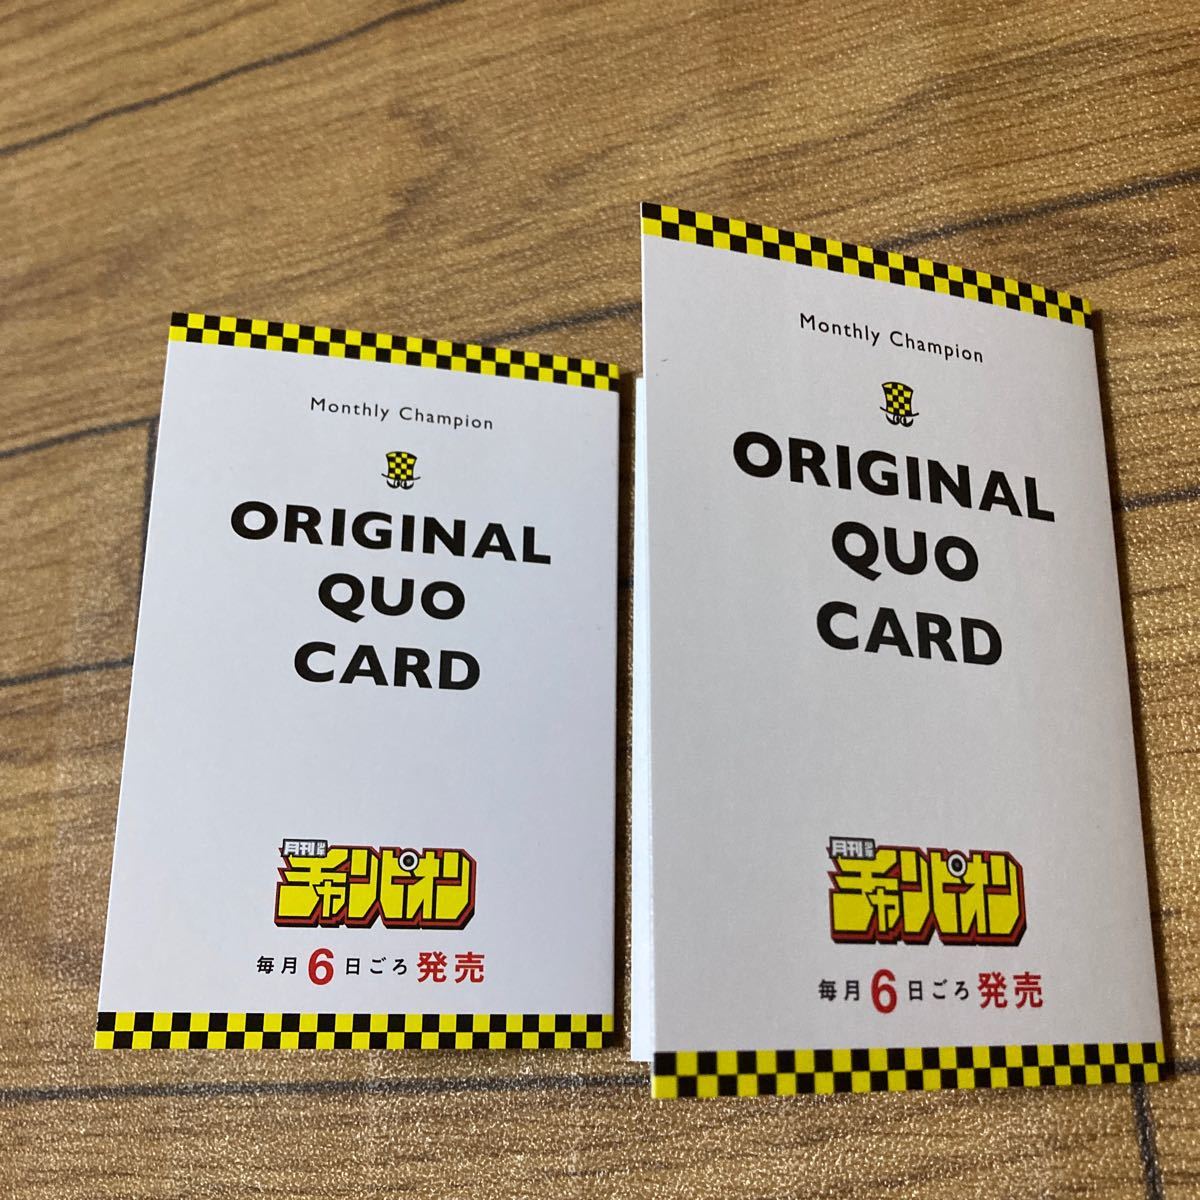 Monthly Champion
ORIGINAL
QUO
CARD
月刊少年
チャンピオン
毎月6日ごろ発売
Monthly Champion
ORIGINAL
QUO
CARD
月刊少年
チャンピオン
毎月6日ごろ発売